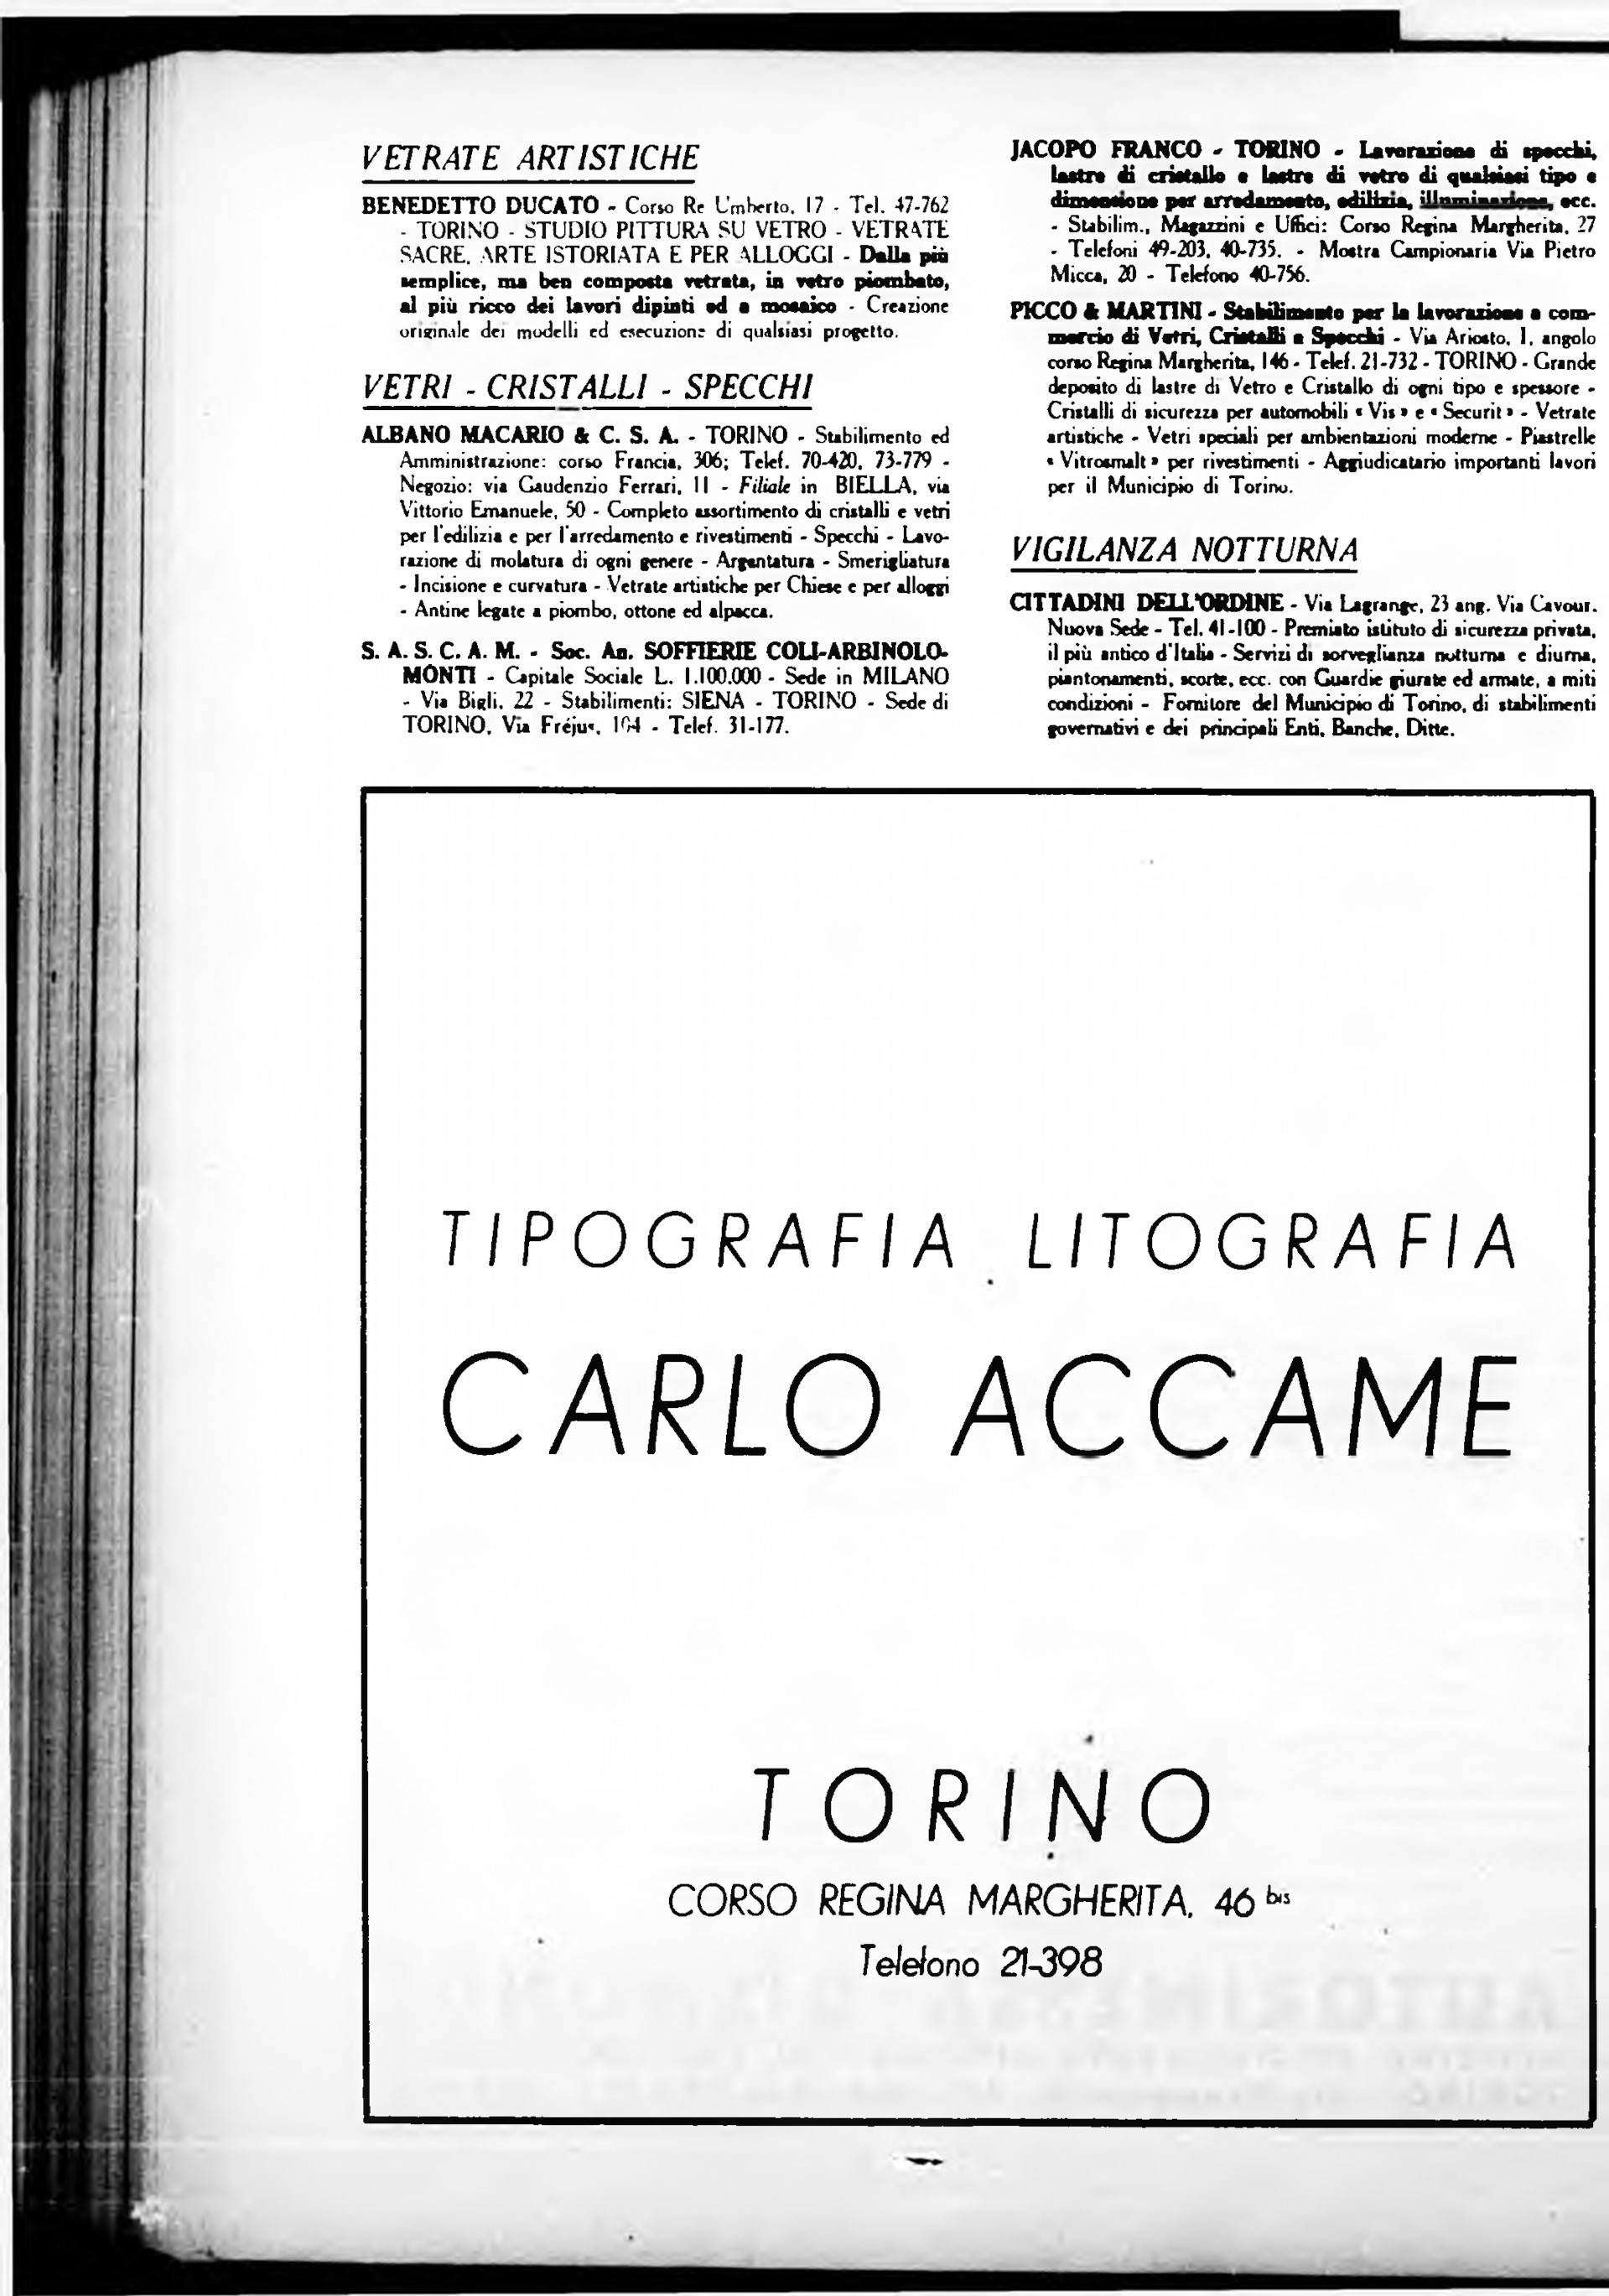 VETRATE ARTISTICHE
BENEDETTO DUCATO - Corso Re Umberto, 17 - Tel. 47-762
- TORINO - STUDIO PITTURA SU VETRO - VETRATE
SACRE, ARTE ISTORIATA E PER ALLOGGI - Dalla più
semplice, ma ben composta vetrata, in vetro piombato,
al più ricco dei lavori dipinti ed a mosaico - Creazione
originale dei modelli ed esecuzione di qualsiasi progetto.
VETRI - CRISTALLI - SPECCHI
ALBANO MACARIO & C. S. A. - TORINO - Stabilimento ed
Amministrazione: corso Francia, 306; Telef. 70-420, 73-779 -
Negozio: via Gaudenzio Ferrari, 11 - Filiale in BIELLA, via
Vittorio Emanuele, 50 - Completo assortimento di cristalli e vetri
per l'edilizia e per l'arredamento e rivestimenti - Specchi - Lavo-
razione di molatura di ogni genere - Argentatura - Smerigliatura
- Incisione e curvatura - Vetrate artistiche per Chiese e per alloggi
- Antine legate a piombo, ottone ed alpacca.
S. A. S. C. A. M. - Soc. An. SOFFIERIE COLI-ARBINOLO-
MONTI - Capitale Sociale L. 1.100.000 - Sede in MILANO
- Via Bigli, 22 - Stabilimenti: SIENA - TORINO - Sede di
TORINO, Via Fréjus, 104 - Telef. 31-177.
JACOPO FRANCO - TORINO - Lavorazione di specchi,
lastre di cristallo e lastre di vetro di qualsiasi tipo e
dimensione per arredamento, edilizia, illuminazione, ecc.
- Stabilim., Magazzini e Uffici: Corso Regina Margherita, 27
- Telefoni 49-203, 40-735. - Mostra Campionaria Via Pietro
Micca, 20 - Telefono 40-756.
PICCO & MARTINI - Stabilimento per la lavorazione e com-
mercio di Vetri, Cristalli e Specchi - Via Ariosto, 1, angolo
corso Regina Margherita, 146 - Telef. 21-732 - TORINO - Grande
deposito di lastre di Vetro e Cristallo di ogni tipo e spessore -
Cristalli di sicurezza per automobili « Vis » e « Securit » - Vetrate
artistiche - Vetri speciali per ambientazioni moderne - Piastrelle
« Vitrosmalt » per rivestimenti - Aggiudicatario importanti lavori
per il Municipio di Torino.
VIGILANZA NOTTURNA
CITTADINI DELL'ORDINE - Via Lagrange, 23 ang. Via Cavour.
Nuova Sede - Tel. 41-100 - Premiato istituto di sicurezza privata,
il più antico d'Italia - Servizi di sorveglianza notturna e diurna,
piantonamenti, scorte, ecc. con Guardie giurate ed armate, a miti
condizioni - Fornitore del Municipio di Torino, di stabilimenti
governativi e dei principali Enti, Banche, Ditte.
TIPOGRAFIA LITOGRAFIA
CARLO ACCAME
TORINO
CORSO REGINA MARGHERITA, 46 bis
Telefono 21-398